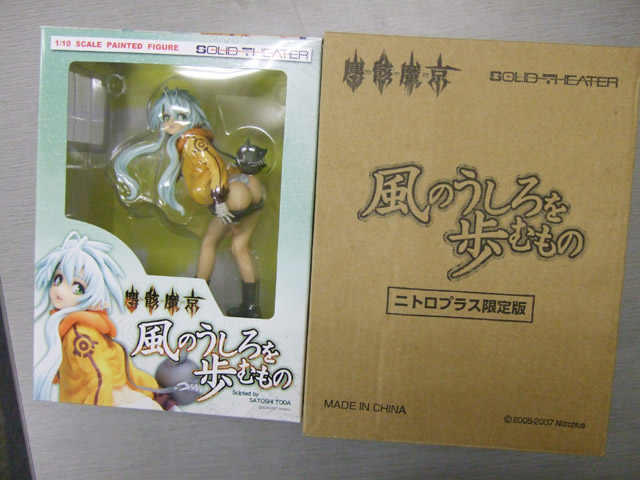 1/10 SCALE PAINTED FIGURE
SOLID THEATER
塵骸魔京
風のうしろを
歩むもの
Sclpted by
SATOSHI TODA
塵骸魔京
SOLID THEATER
風のうしろを
歩むもの
ニトロプラス限定版
MADE IN CHINA
©2005-2007 Nitroplus